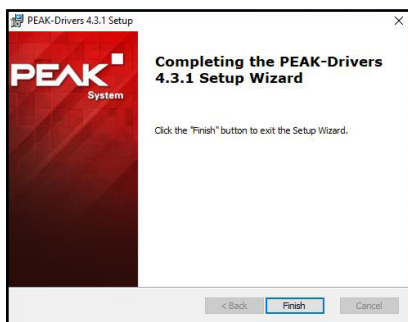 PEAK-Drivers 4.3.1 Setup
PEAK
System
Completing the PEAK-Drivers
4.3.1 Setup Wizard
Click the "Finish" button to exit the Setup Wizard.
< Back Finish Cancel